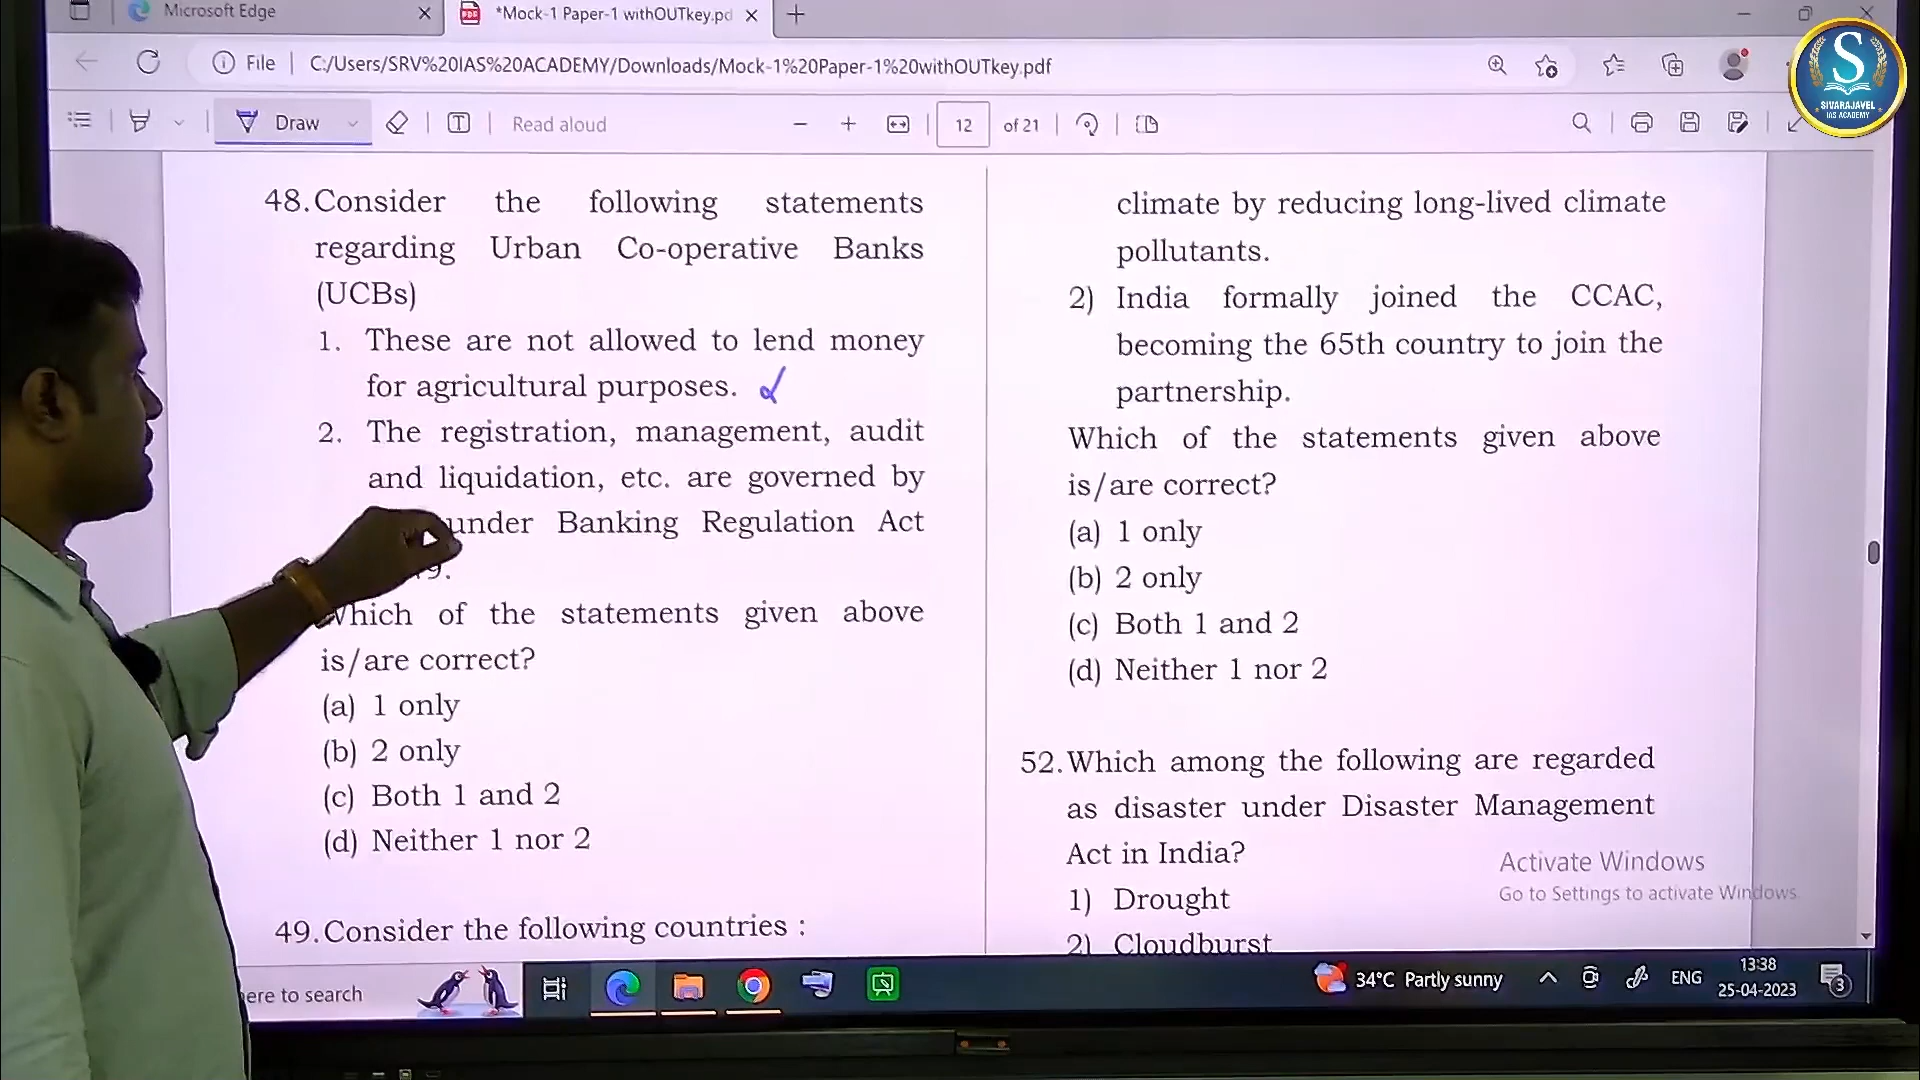 Microsoft Edge
*Mock-1 Paper-1 withOUTkey.pd
File
C:/Users/SRV%20IAS%20ACADEMY/Downloads/Mock-1%20Paper-1%20withOUTkey.pdf
S
SIVARAJAVEL
IAS ACADEMY
Draw
Read aloud
12
of 21
48. Consider the following statements
regarding Urban Co-operative Banks
(UCBs)
1. These are not allowed to lend money
for agricultural purposes.
2. The registration, management, audit
and liquidation, etc. are governed by
under Banking Regulation Act
9.
Which of the statements given above
is/are correct?
(a) 1 only
(b) 2 only
(c) Both 1 and 2
(d) Neither 1 nor 2
49. Consider the following countries :
climate by reducing long-lived climate
pollutants.
2) India formally joined the CCAC,
becoming the 65th country to join the
partnership.
Which of the statements given above
is/are correct?
(a) 1 only
(b) 2 only
(c) Both 1 and 2
(d) Neither 1 nor 2
52. Which among the following are regarded
as disaster under Disaster Management
Act in India?
1) Drought
2) Cloudburst
Activate Windows
Go to Settings to activate Windows.
ere to search
34°C Partly sunny
ENG
13:38
25-04-2023
3